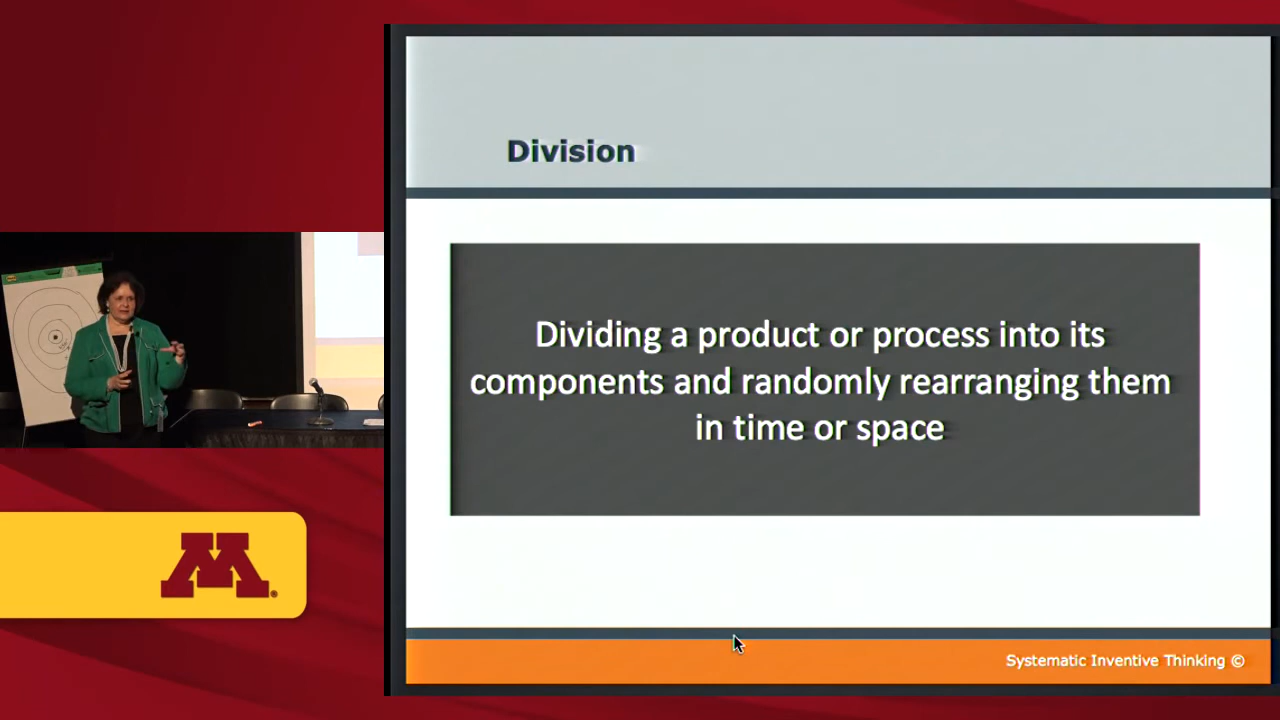 Division
Dividing a product or process into its
components and randomly rearranging them
in time or space
Systematic Inventive Thinking ©
M®